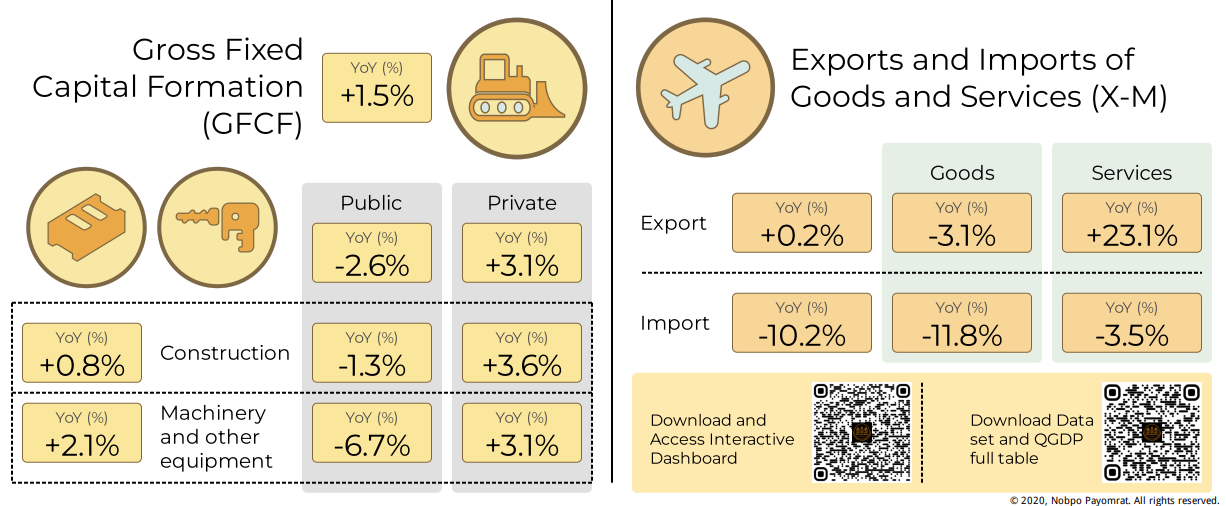 Gross Fixed
Capital Formation
(GFCF)
YoY (%)
+1.5%
Public
Private
YoY (%)
-2.6%
YoY (%)
+3.1%
YoY (%)
+0.8%
Construction
YoY (%)
-1.3%
YoY (%)
+3.6%
YoY (%)
+2.1%
Machinery
and other
equipment
YoY (%)
-6.7%
YoY (%)
+3.1%
Exports and Imports of
Goods and Services (X-M)
Goods
Services
Export
YoY (%)
+0.2%
YoY (%)
-3.1%
YoY (%)
+23.1%
Import
YoY (%)
-10.2%
YoY (%)
-11.8%
YoY (%)
-3.5%
Download and
Access Interactive
Dashboard
Download Data
set and QGDP
full table
© 2020, Nobpo Payomrat. All rights reserved.